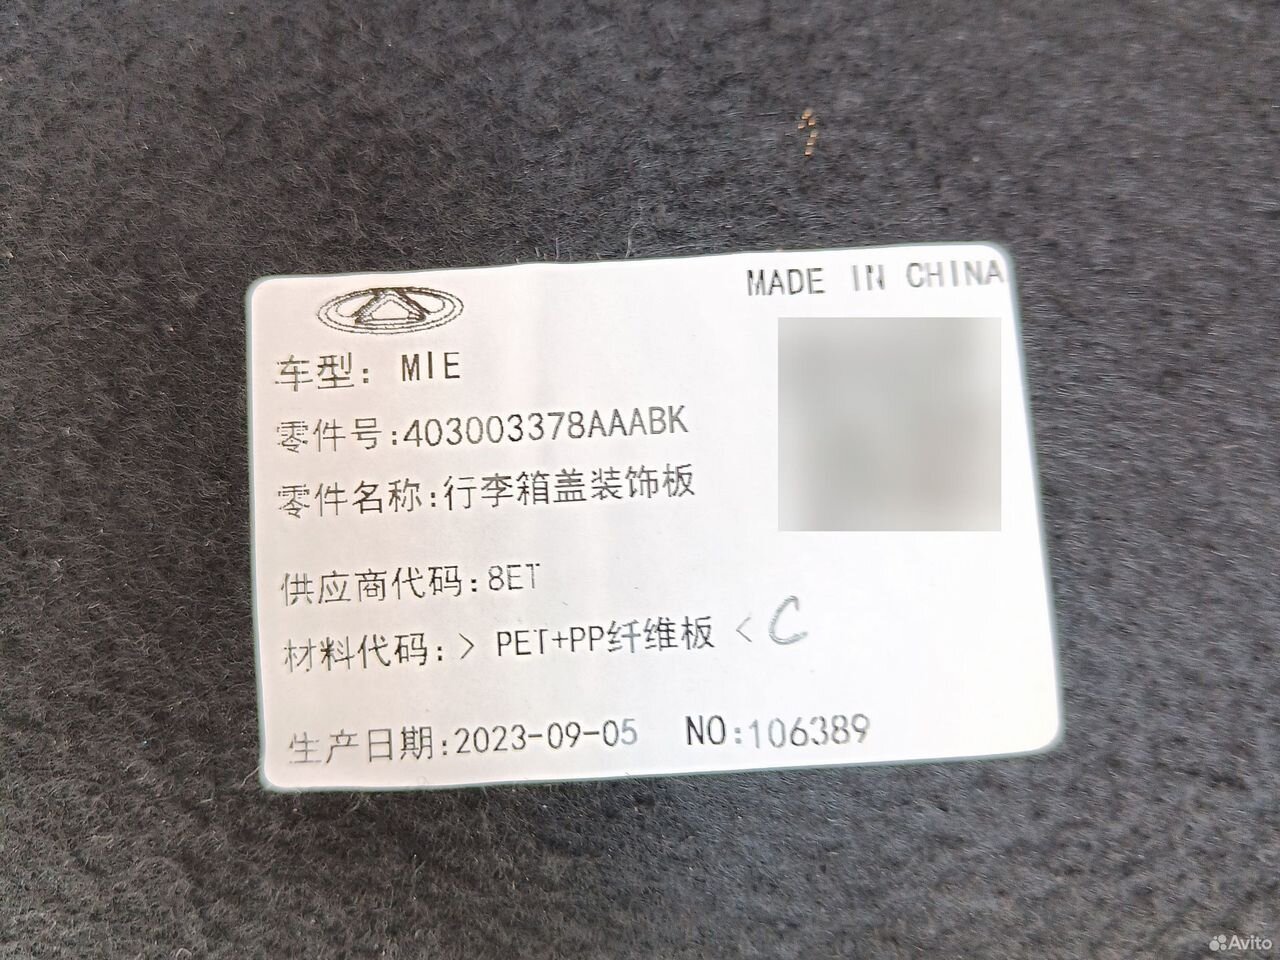 MADE IN CHINA
车型: MIE
零件号:403003378AAABK
零件名称:行李箱盖装饰板
供应商代码:8ET
材料代码:> PET+PP纤维板 < C
生产日期:2023-09-05 NO:106389
Avito